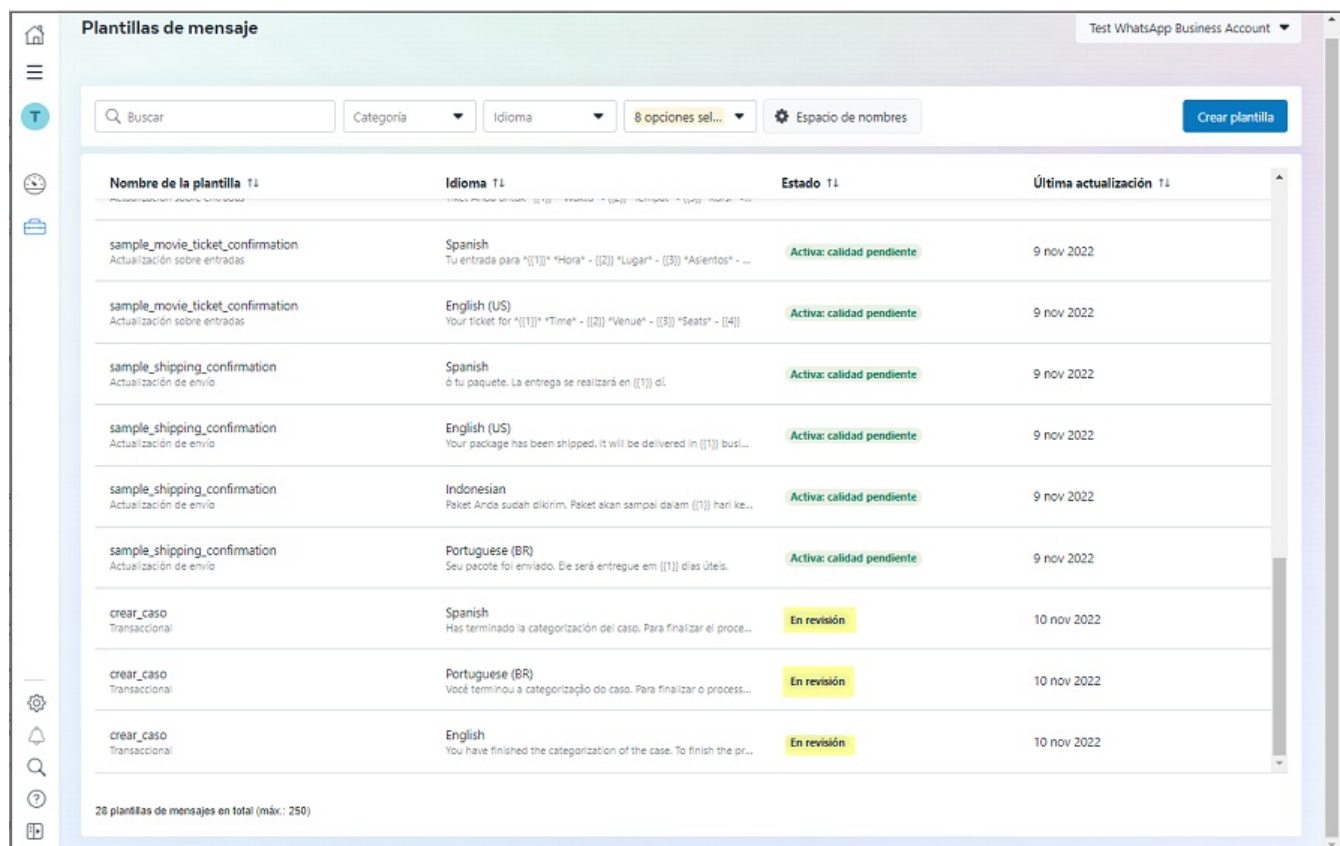 Plantillas de mensaje
Test WhatsApp Business Account
T
Buscar
Categoría
Idioma
8 opciones sel...
Espacio de nombres
Crear plantilla
Nombre de la plantilla
Idioma
Estado
Última actualización
Actualización sobre entradas
sample_movie_ticket_confirmation
Spanish
Actualización sobre entradas
Tu entrada para *{{1}}* *Hora* - {{2}} *Lugar* - {{3}} *Asientos* - ...
Activa: calidad pendiente
9 nov 2022
sample_movie_ticket_confirmation
English (US)
Actualización sobre entradas
Your ticket for *{{1}}* *Time* - {{2}} *Venue* - {{3}} *Seats* - {{4}}
Activa: calidad pendiente
9 nov 2022
sample_shipping_confirmation
Spanish
Actualización de envío
ó tu paquete. La entrega se realizará en {{1}} dí.
Activa: calidad pendiente
9 nov 2022
sample_shipping_confirmation
English (US)
Actualización de envío
Your package has been shipped. It will be delivered in {{1}} busi...
Activa: calidad pendiente
9 nov 2022
sample_shipping_confirmation
Indonesian
Actualización de envío
Paket Anda sudah dikirim. Paket akan sampai dalam {{1}} hari ke...
Activa: calidad pendiente
9 nov 2022
sample_shipping_confirmation
Portuguese (BR)
Actualización de envío
Seu pacote foi enviado. Ele será entregue em {{1}} dias úteis.
Activa: calidad pendiente
9 nov 2022
crear_caso
Spanish
Transaccional
Has terminado la categorización del caso. Para finalizar el proce...
En revisión
10 nov 2022
crear_caso
Portuguese (BR)
Transaccional
Você terminou a categorização do caso. Para finalizar o process...
En revisión
10 nov 2022
crear_caso
English
Transaccional
You have finished the categorization of the case. To finish the pr...
En revisión
10 nov 2022
28 plantillas de mensajes en total (máx.: 250)